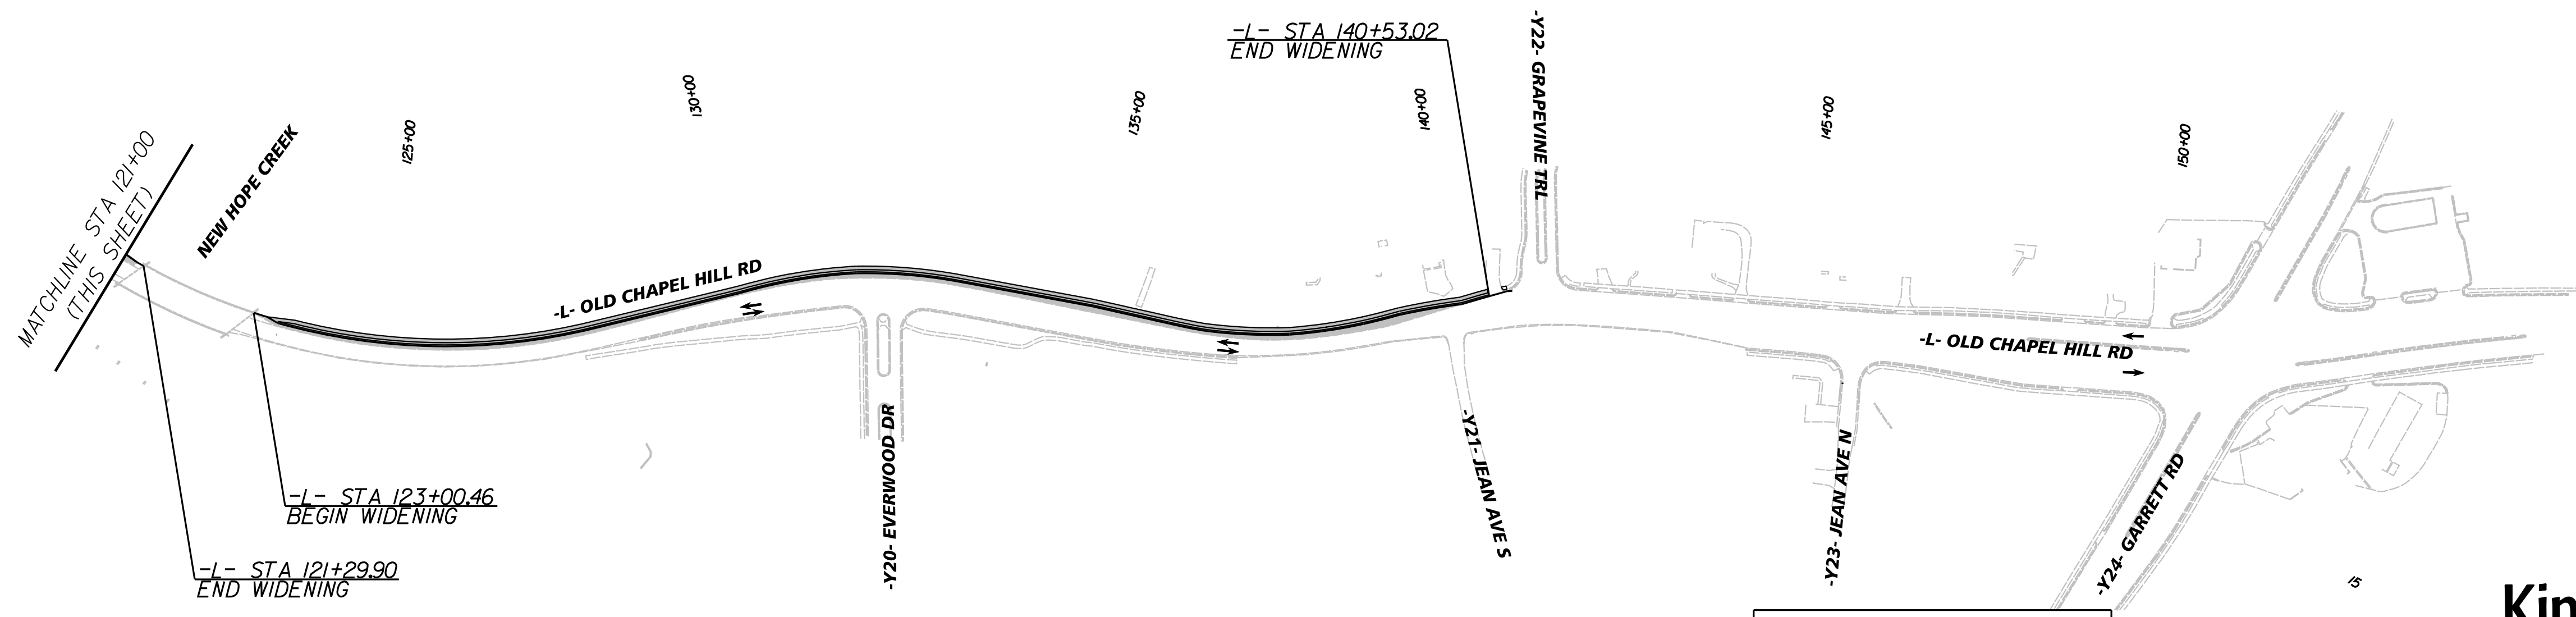 -L- STA 140+53.02
END WIDENING
-Y22- GRAPEVINE TRL
125+00
130+00
135+00
140+00
145+00
150+00
MATCHLINE STA 121+00
(THIS SHEET)
NEW HOPE CREEK
-L- OLD CHAPEL HILL RD
-L- OLD CHAPEL HILL RD
-L- STA 123+00.46
BEGIN WIDENING
-L- STA 121+29.90
END WIDENING
-Y20- EVERWOOD DR
-Y21- JEAN AVE S
-Y23- JEAN AVE N
-Y24- GARRETT RD
15
Kin